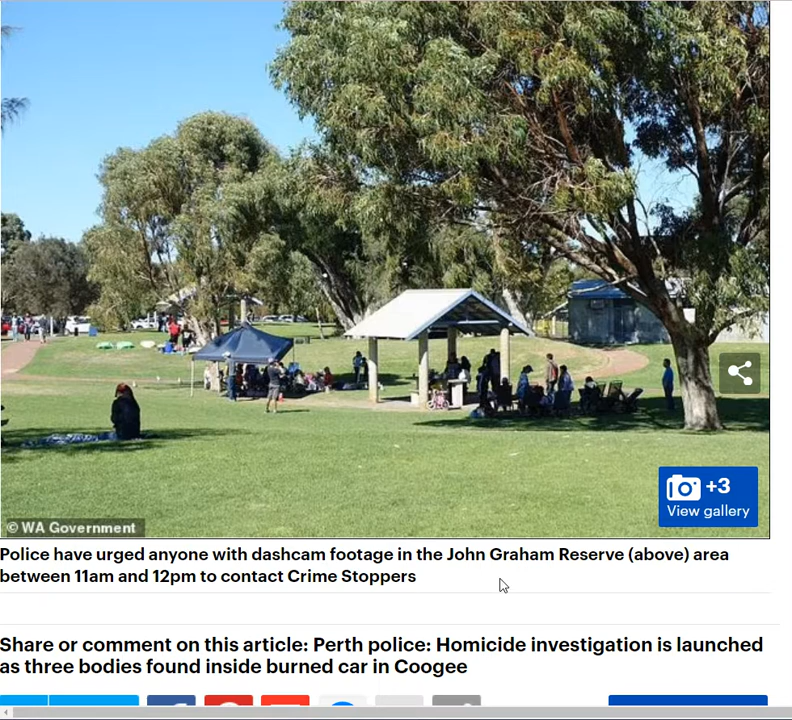 +3
View gallery
© WA Government
Police have urged anyone with dashcam footage in the John Graham Reserve (above) area
between 11am and 12pm to contact Crime Stoppers
Share or comment on this article: Perth police: Homicide investigation is launched
as three bodies found inside burned car in Coogee